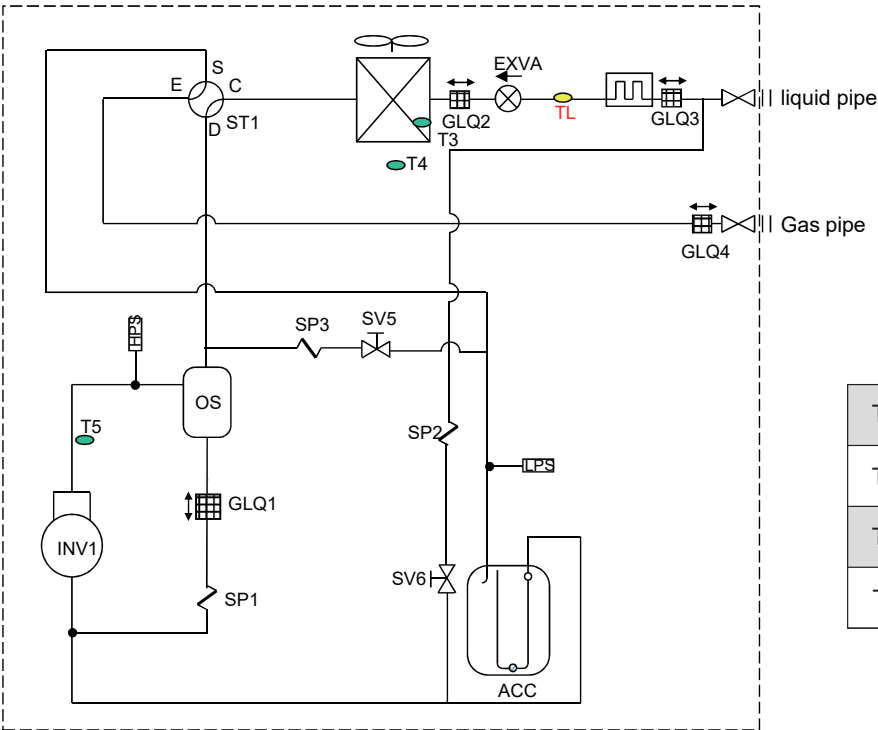 S
E
C
D
ST1
EXVA
GLQ2
TL
GLQ3
liquid pipe
T3
T4
Gas pipe
GLQ4
HPS
SP3
SV5
OS
T5
SP2
LPS
GLQ1
INV1
SV6
SP1
ACC